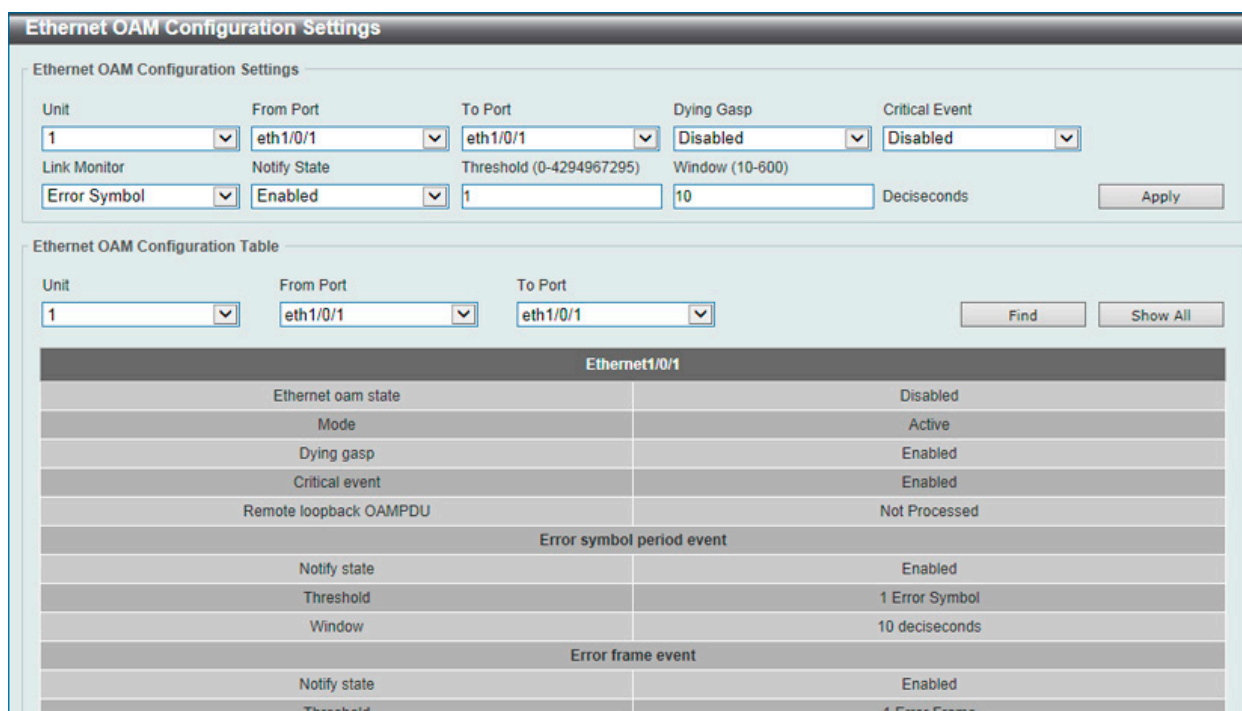 Ethernet OAM Configuration Settings
Ethernet OAM Configuration Settings
Unit From Port To Port Dying Gasp Critical Event
1 eth1/0/1 eth1/0/1 Disabled Disabled
Link Monitor Notify State Threshold (0-4294967295) Window (10-600)
Error Symbol Enabled 1 10 Deciseconds Apply
Ethernet OAM Configuration Table
Unit From Port To Port
1 eth1/0/1 eth1/0/1 Find Show All
Ethernet1/0/1
Ethernet oam state Disabled
Mode Active
Dying gasp Enabled
Critical event Enabled
Remote loopback OAMPDU Not Processed
Error symbol period event
Notify state Enabled
Threshold 1 Error Symbol
Window 10 deciseconds
Error frame event
Notify state Enabled
Threshold 1 Error Frame